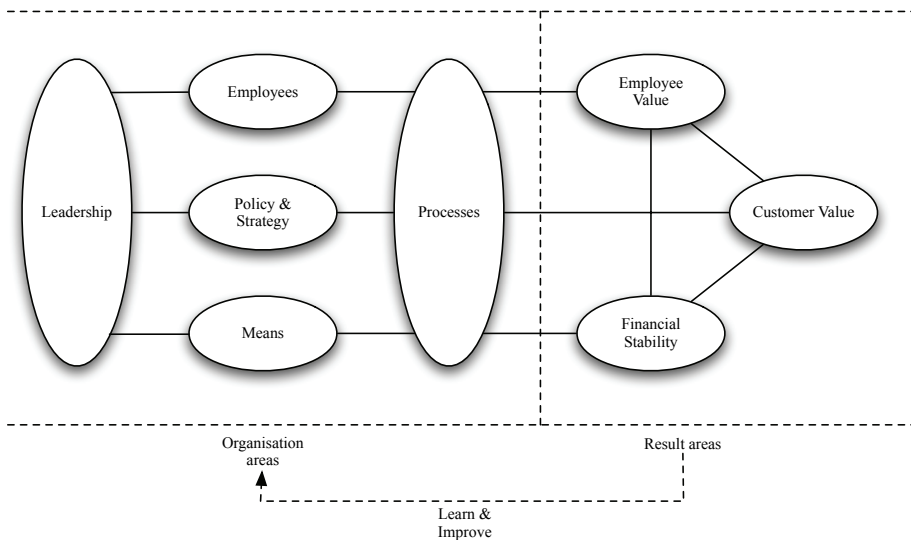 Leadership
Employees
Policy &
Strategy
Means
Processes
Employee
Value
Customer Value
Financial
Stability
Organisation
areas
Result areas
Learn &
Improve